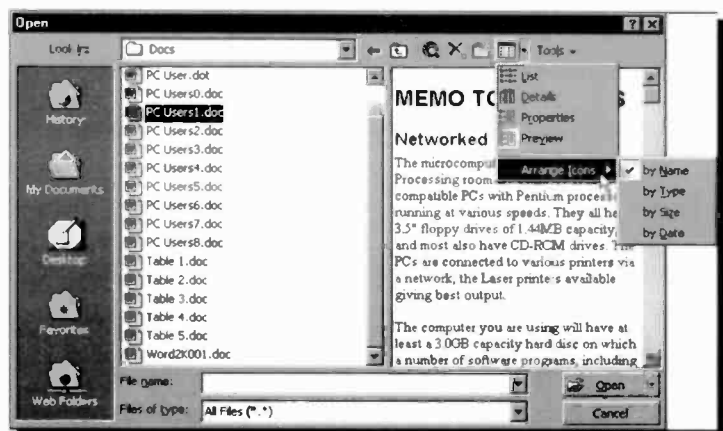 Open
Look in:
Docs
Tools
History
My Documents
Desktop
Favorites
Web Folders
PC User.dot
PC Users0.doc
PC Users1.doc
PC Users2.doc
PC Users3.doc
PC Users4.doc
PC Users5.doc
PC Users6.doc
PC Users7.doc
PC Users8.doc
Table 1.doc
Table 2.doc
Table 3.doc
Table 4.doc
Table 5.doc
Word2K001.doc
List
Details
Properties
Preview
Arrange Icons
by Name
by Type
by Size
by Date
MEMO TO S
Networked
The microcompu
Processing room
compatible PCs with Pentium process
running at various speeds. They all ha
3.5" floppy drives of 1.44MB capacity,
and most also have CD-ROM drives. The
PCs are connected to various printers via
a network, the Laser printers available
giving best output.
The computer you are using will have at
least a 3.0GB capacity hard disc on which
a number of software programs, including
File name:
Open
Files of type:
All Files (*.*)
Cancel